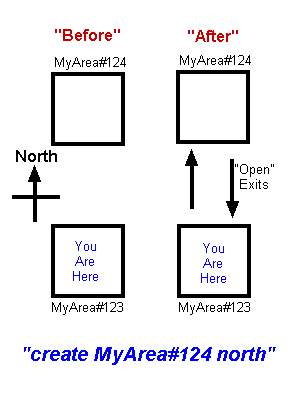 "Before" "After"
MyArea#124 MyArea#124
North
"Open"
Exits
You
Are
Here
You
Are
Here
MyArea#123 MyArea#123
"create MyArea#124 north"